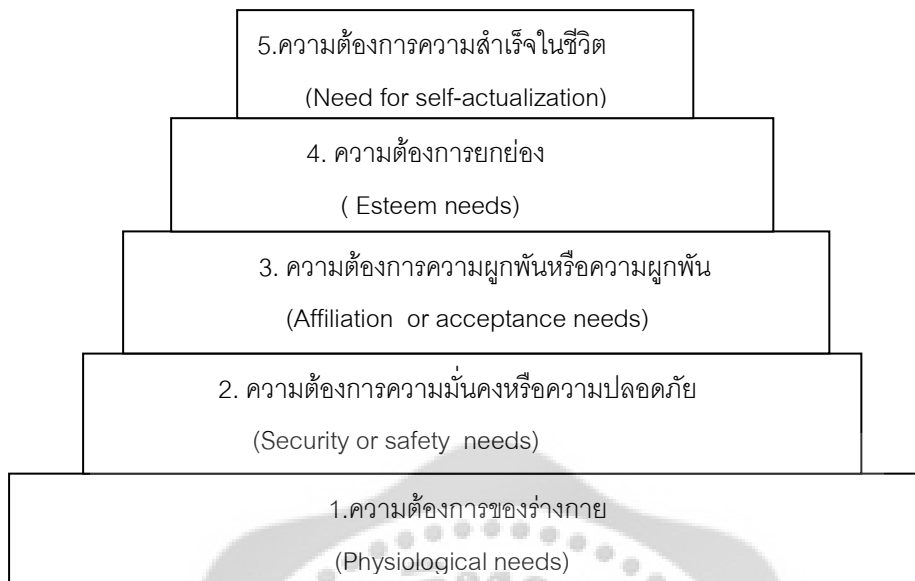 5.ความต้องการความสำเร็จในชีวิต
(Need for self-actualization)
4. ความต้องการยกย่อง
( Esteem needs)
3. ความต้องการความผูกพันหรือความผูกพัน
(Affiliation or acceptance needs)
2. ความต้องการความมั่นคงหรือความปลอดภัย
(Security or safety needs)
1.ความต้องการของร่างกาย
(Physiological needs)